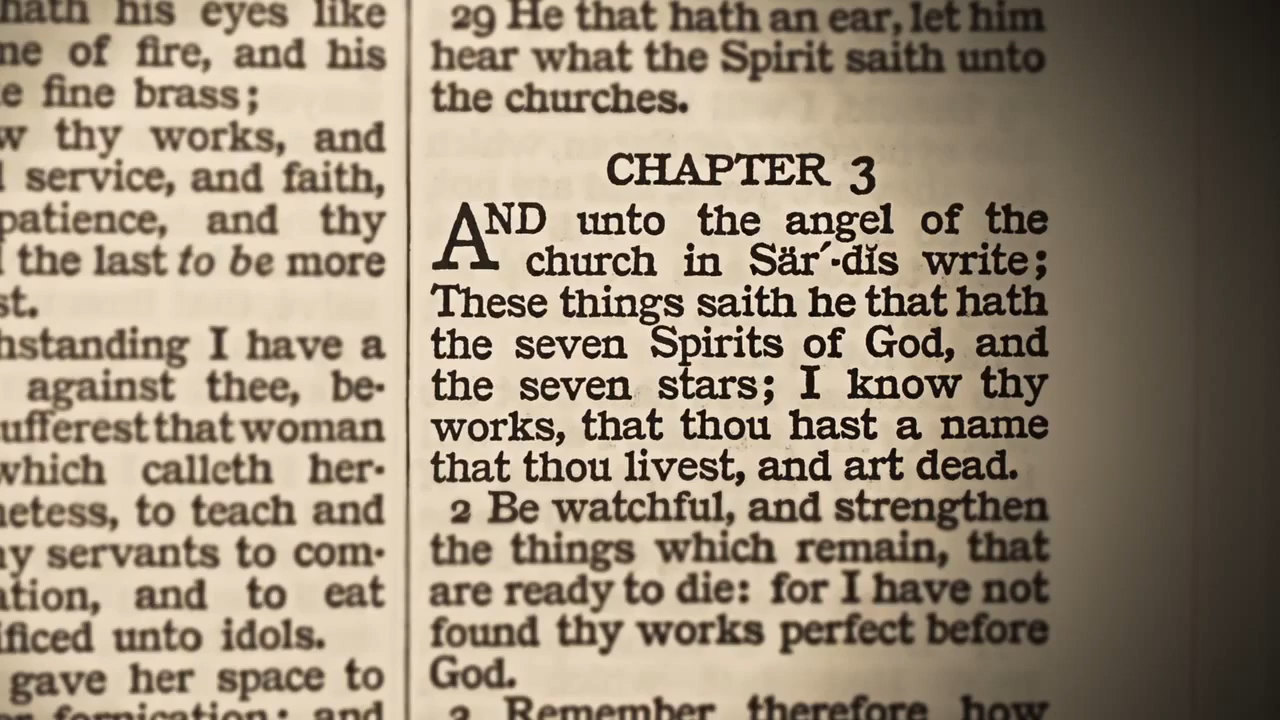 hath his eyes like
me of fire, and his
e fine brass;
w thy works, and
service, and faith,
patience, and thy
the last to be more
st.
hstanding I have a
against thee, be-
sufferest that woman
which calleth her-
hetess, to teach and
my servants to com-
ation, and to eat
ificed unto idols.
gave her space to
fornication; and
29 He that hath an ear, let him
hear what the Spirit saith unto
the churches.
CHAPTER 3
AND unto the angel of the
church in Sär´-dĭs write;
These things saith he that hath
the seven Spirits of God, and
the seven stars; I know thy
works, that thou hast a name
that thou livest, and art dead.
2 Be watchful, and strengthen
the things which remain, that
are ready to die: for I have not
found thy works perfect before
God.
3 Remember therefore how